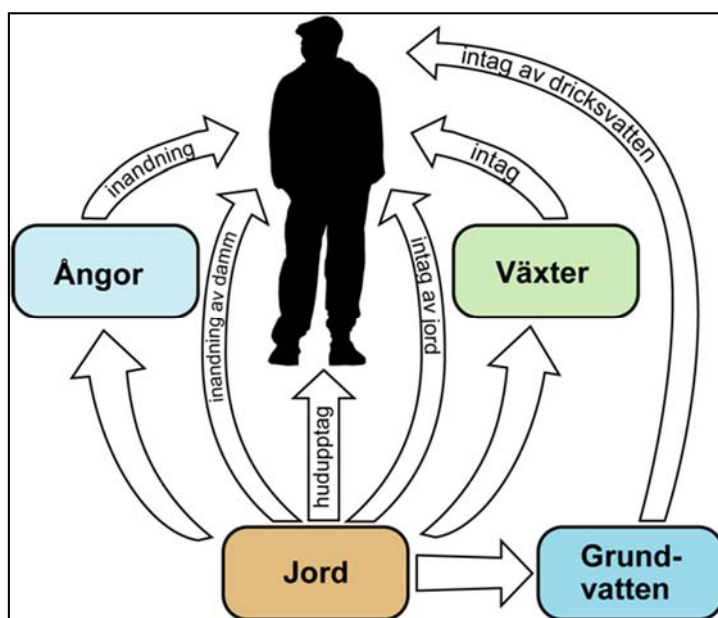 intag av dricksvatten
inandning
intag
Ångor
inandning av damm
intag av jord
Växter
hudupptag
Jord
Grund-
vatten